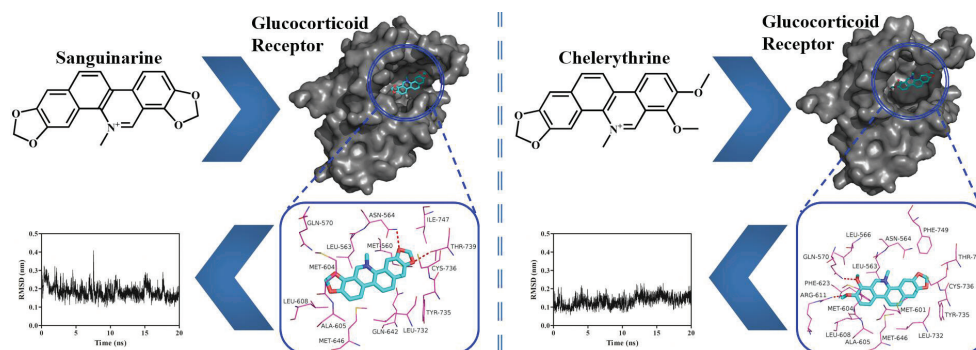 Sanguinarine
Glucocorticoid
Receptor
O
O
O
O
N+
GLN-570
ASN-564
ILE-747
LEU-563
MET-560
THR-739
MET-604
CYS-736
LEU-608
ALA-605
GLN-642
LEU-732
TYR-735
MET-646
RMSD (nm)
0.5
0.4
0.3
0.2
0.1
0.0
0
5
10
15
20
Time (ns)
Chelerythrine
Glucocorticoid
Receptor
O
O
O
O
N+
PHE-749
LEU-566
ASN-564
GLN-570
LEU-563
THR-7
PHE-623
CYS-736
ARG-611
MET-604
MET-601
TYR-735
LEU-608
ALA-605
MET-646
LEU-732
RMSD (nm)
0.5
0.4
0.3
0.2
0.1
0.0
0
5
10
15
20
Time (ns)